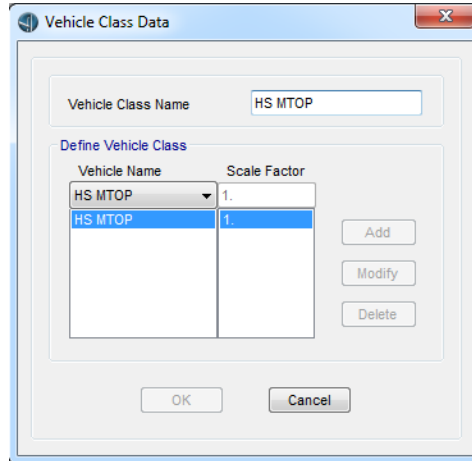 Vehicle Class Data
Vehicle Class Name HS MTOP
Define Vehicle Class
Vehicle Name Scale Factor
HS MTOP 1.
HS MTOP 1.
Add
Modify
Delete
OK Cancel